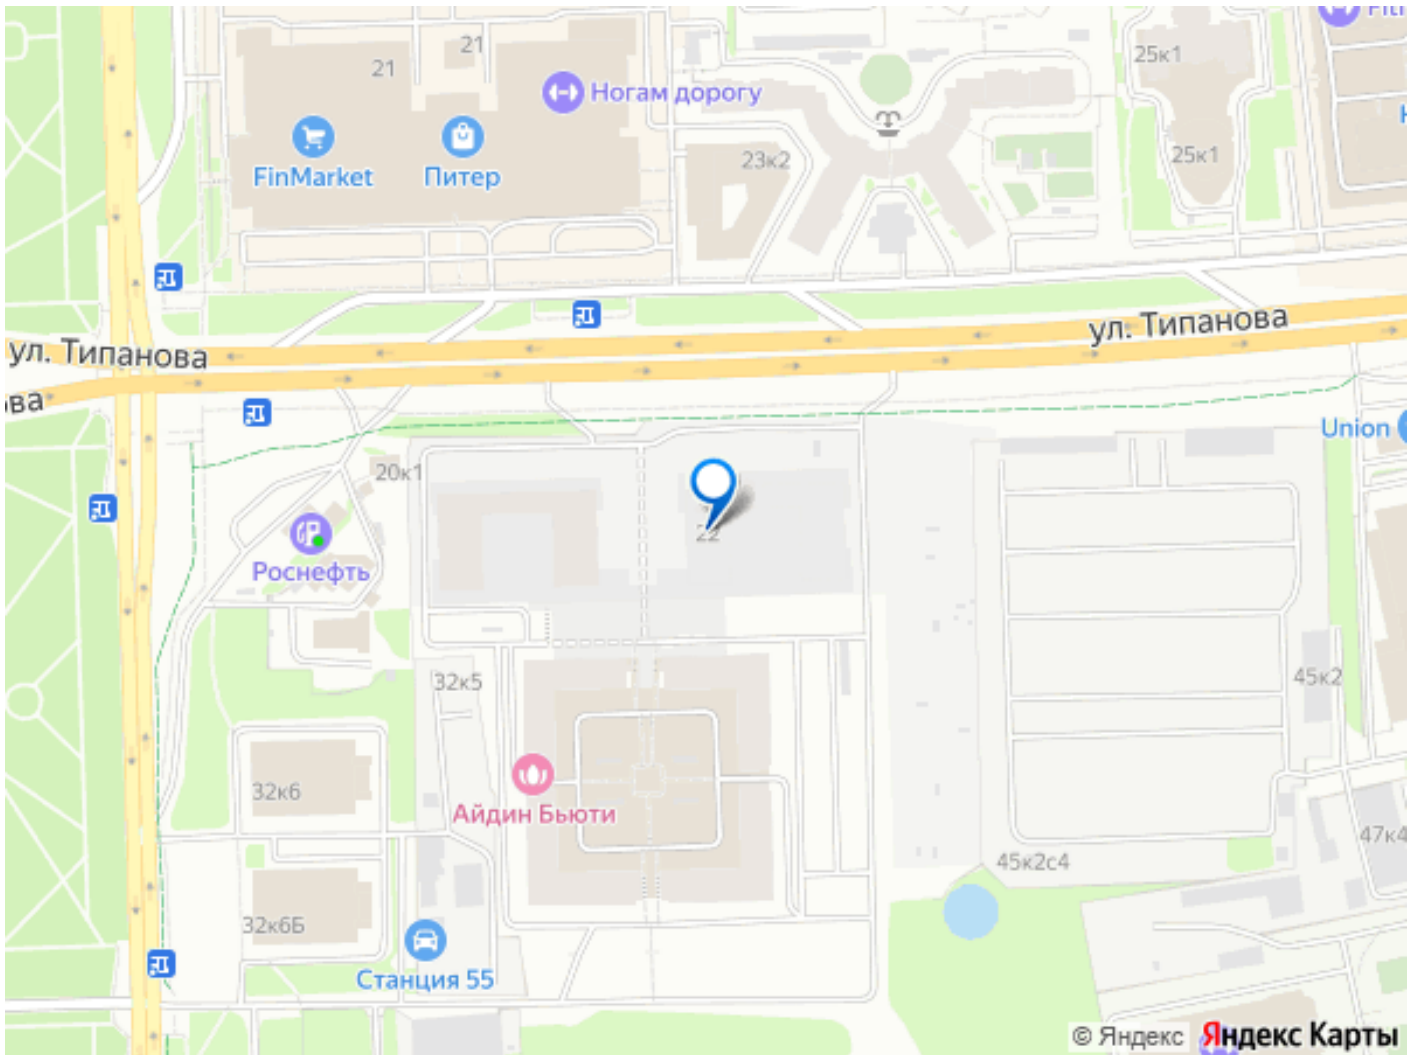 21
21
Ногам дорогу
FinMarket
Питер
23к2
25к1
25к1
ул. Типанова
ул. Типанова
Union
20к1
22
Роснефть
32к5
45к2
Айдин Бьюти
32к6
47к4
45к2с4
32к6Б
Станция 55
© Яндекс
Яндекс Карты